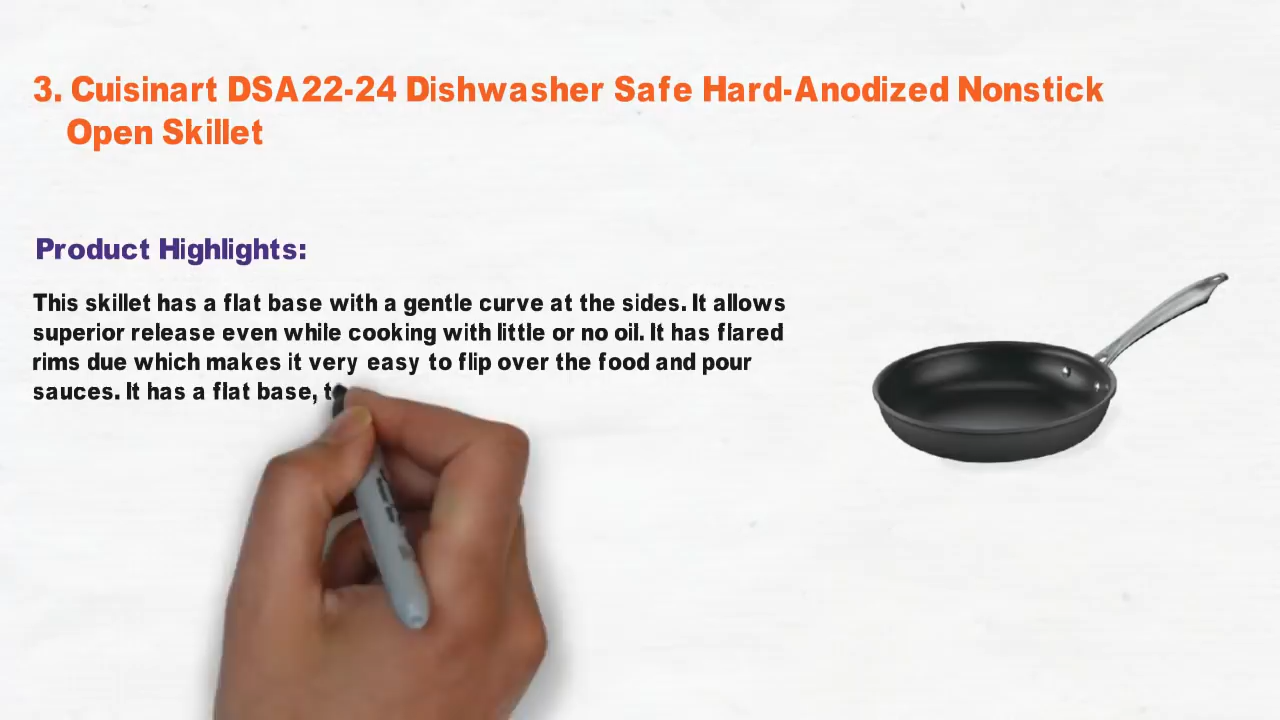 3. Cuisinart DSA22-24 Dishwasher Safe Hard-Anodized Nonstick
Open Skillet
Product Highlights:
This skillet has a flat base with a gentle curve at the sides. It allows
superior release even while cooking with little or no oil. It has flared
rims due which makes it very easy to flip over the food and pour
sauces. It has a flat base,